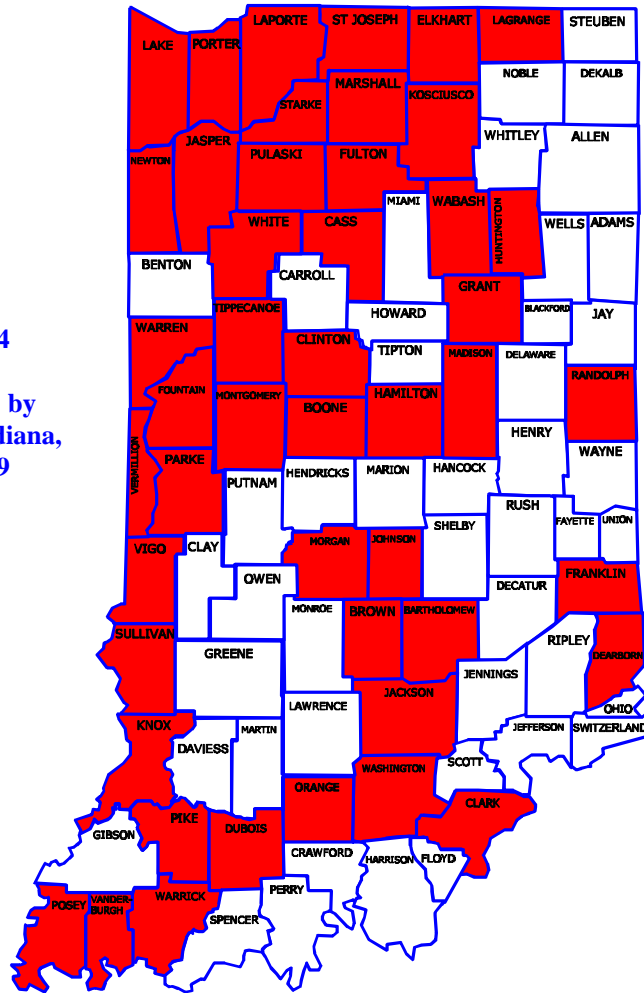 LAPORTE
ST JOSEPH
ELKHART
LAGRANGE
STEUBEN
LAKE
PORTER
NOBLE
DEKALB
MARSHALL
KOSCIUSCO
STARKE
WHITLEY
ALLEN
JASPER
PULASKI
FULTON
NEWTON
MIAMI
WABASH
HUNTINGTON
WHITE
CASS
WELLS
ADAMS
BENTON
CARROLL
GRANT
TIPPECANOE
HOWARD
BLACKFORD
JAY
WARREN
4
CLINTON
TIPTON
MADISON
DELAWARE
RANDOLPH
FOUNTAIN
MONTGOMERY
BOONE
HAMILTON
by
diana,
9
HENRY
WAYNE
VERMILLION
PARKE
PUTNAM
HENDRICKS
MARION
HANCOCK
RUSH
FAYETTE
UNION
SHELBY
VIGO
CLAY
MORGAN
JOHNSON
FRANKLIN
OWEN
DECATUR
MONROE
BROWN
BARTHOLOMEW
SULLIVAN
RIPLEY
GREENE
DEARBORN
JENNINGS
JACKSON
LAWRENCE
OHIO
KNOX
DAVIESS
MARTIN
JEFFERSON
SWITZERLAND
SCOTT
WASHINGTON
ORANGE
CLARK
PIKE
DUBOIS
GIBSON
CRAWFORD
HARRISON
FLOYD
PERRY
POSEY
VANDER-
BURGH
WARRICK
SPENCER